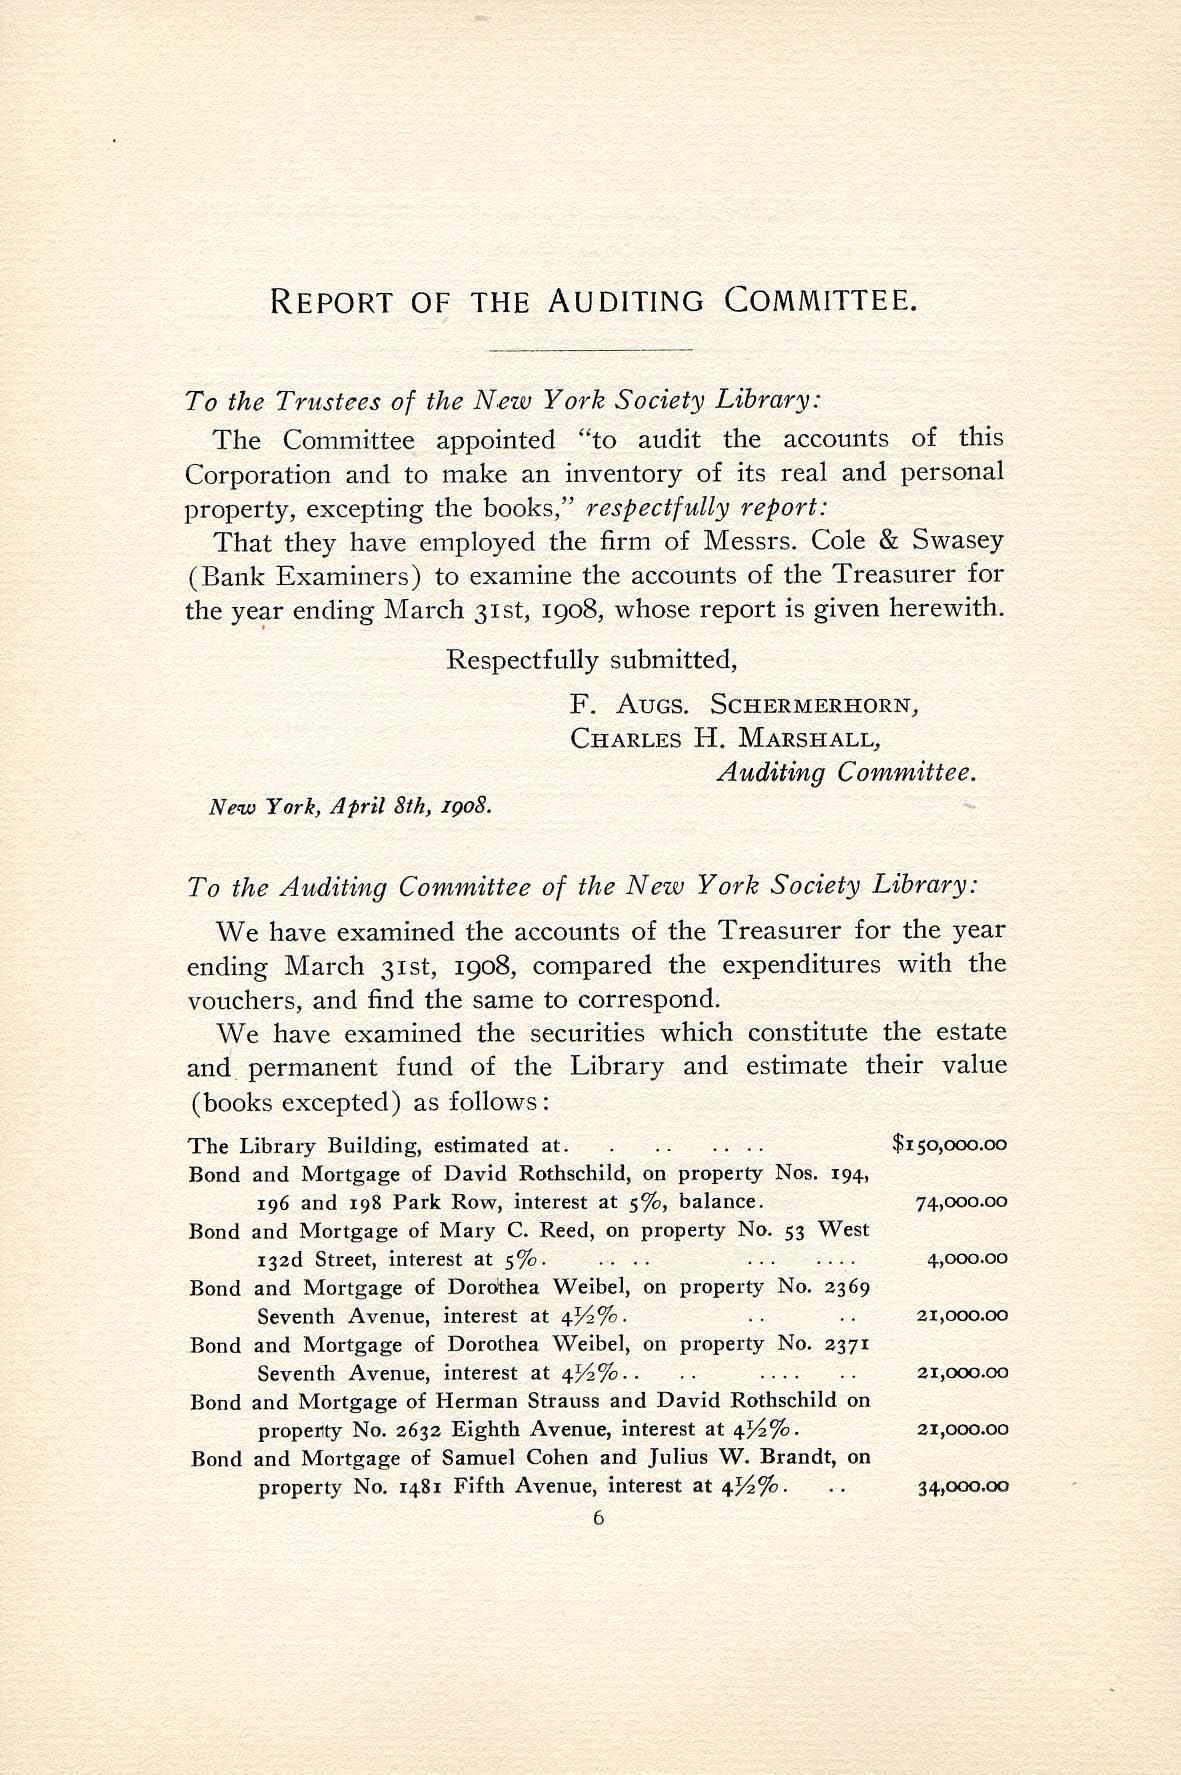 REPORT OF THE AUDITING COMMITTEE.
To the Trustees of the New York Society Library:
The Committee appointed “to audit the accounts of this
Corporation and to make an inventory of its real and personal
property, excepting the books,” respectfully report:
That they have employed the firm of Messrs. Cole & Swasey
(Bank Examiners) to examine the accounts of the Treasurer for
the year ending March 31st, 1908, whose report is given herewith.
Respectfully submitted,
F. AUGS. SCHERMERHORN,
CHARLES H. MARSHALL,
Auditing Committee.
New York, April 8th, 1908.
To the Auditing Committee of the New York Society Library:
We have examined the accounts of the Treasurer for the year
ending March 31st, 1908, compared the expenditures with the
vouchers, and find the same to correspond.
We have examined the securities which constitute the estate
and permanent fund of the Library and estimate their value
(books excepted) as follows:
The Library Building, estimated at. . .. .. .. $150,000.00
Bond and Mortgage of David Rothschild, on property Nos. 194,
196 and 198 Park Row, interest at 5%, balance. 74,000.00
Bond and Mortgage of Mary C. Reed, on property No. 53 West
132d Street, interest at 5%. .. .. ... .... 4,000.00
Bond and Mortgage of Dorothea Weibel, on property No. 2369
Seventh Avenue, interest at 4½%. .. .. 21,000.00
Bond and Mortgage of Dorothea Weibel, on property No. 2371
Seventh Avenue, interest at 4½%.. .. .... .. 21,000.00
Bond and Mortgage of Herman Strauss and David Rothschild on
property No. 2632 Eighth Avenue, interest at 4½%. 21,000.00
Bond and Mortgage of Samuel Cohen and Julius W. Brandt, on
property No. 1481 Fifth Avenue, interest at 4½%. .. 34,000.00
6